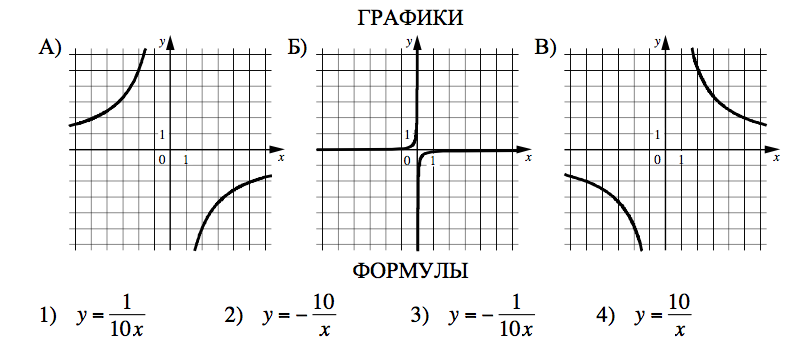 ГРАФИКИ
А) Б) В)
y y y
1 1 1
0 1 x 0 1 x 0 1 x
ФОРМУЛЫ
1) y = 1/(10x) 2) y = − 10/x 3) y = − 1/(10x) 4) y = 10/x